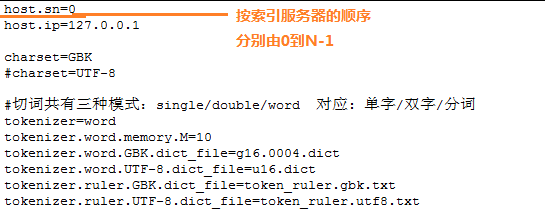 host.sn=0
按索引服务器的顺序
host.ip=127.0.0.1
分别由0到N-1
charset=GBK
#charset=UTF-8
#切词共有三种模式：single/double/word  对应：单字/双字/分词
tokenizer=word
tokenizer.word.memory.M=10
tokenizer.word.GBK.dict_file=g16.0004.dict
tokenizer.word.UTF-8.dict_file=u16.dict
tokenizer.ruler.GBK.dict_file=token_ruler.gbk.txt
tokenizer.ruler.UTF-8.dict_file=token_ruler.utf8.txt